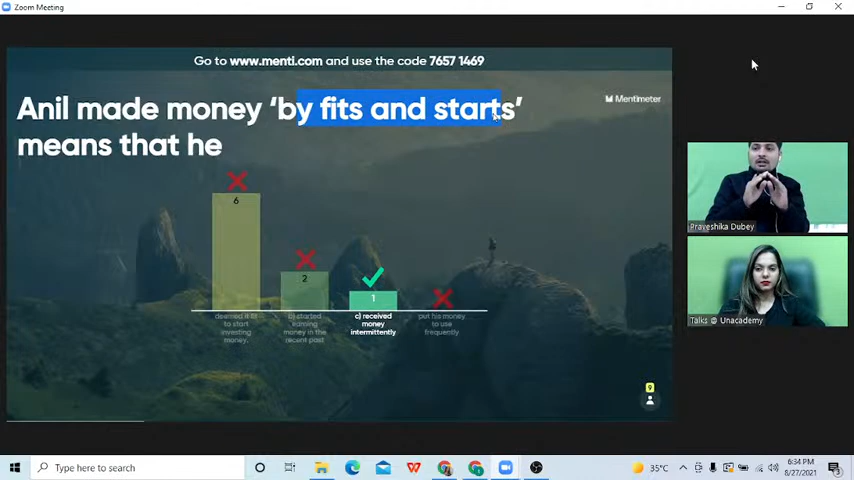 Zoom Meeting
Go to www.menti.com and use the code 7657 1469
Mentimeter
Anil made money 'by fits and starts'
means that he
6
2
1
deemed it fit
to start
investing
money.
b) started
earning
money in the
recent past
c) received
money
intermittently
put his money
to use
frequently
Praveshika Dubey
Talks @ Unacademy
9
Type here to search
35°C
6:34 PM
8/27/2021
3